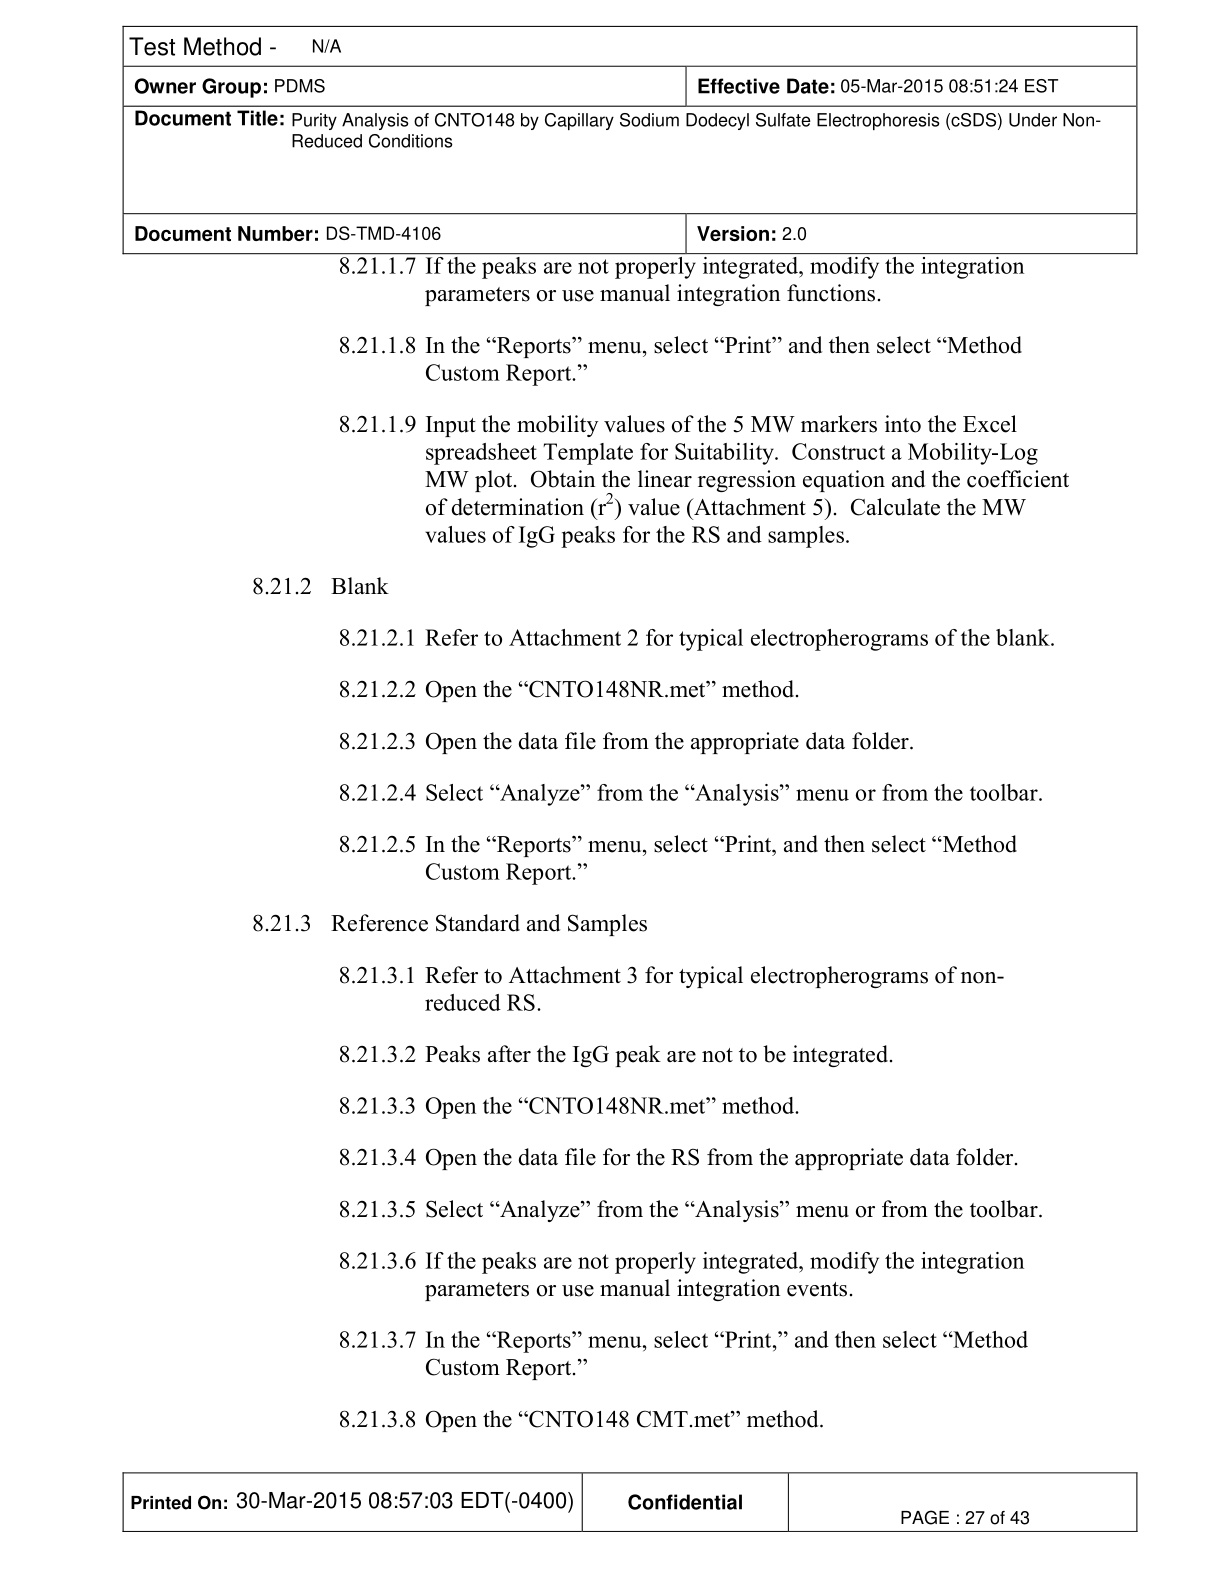 Test Method - N/A
Owner Group: PDMS Effective Date: 05-Mar-2015 08:51:24 EST
Document Title: Purity Analysis of CNTO148 by Capillary Sodium Dodecyl Sulfate Electrophoresis (cSDS) Under Non-
Reduced Conditions
Document Number: DS-TMD-4106 Version: 2.0
8.21.1.7 If the peaks are not properly integrated, modify the integration
parameters or use manual integration functions.
8.21.1.8 In the “Reports” menu, select “Print” and then select “Method
Custom Report.”
8.21.1.9 Input the mobility values of the 5 MW markers into the Excel
spreadsheet Template for Suitability.  Construct a Mobility-Log
MW plot.  Obtain the linear regression equation and the coefficient
of determination (r²) value (Attachment 5).  Calculate the MW
values of IgG peaks for the RS and samples.
8.21.2 Blank
8.21.2.1 Refer to Attachment 2 for typical electropherograms of the blank.
8.21.2.2 Open the “CNTO148NR.met” method.
8.21.2.3 Open the data file from the appropriate data folder.
8.21.2.4 Select “Analyze” from the “Analysis” menu or from the toolbar.
8.21.2.5 In the “Reports” menu, select “Print, and then select “Method
Custom Report.”
8.21.3 Reference Standard and Samples
8.21.3.1 Refer to Attachment 3 for typical electropherograms of non-
reduced RS.
8.21.3.2 Peaks after the IgG peak are not to be integrated.
8.21.3.3 Open the “CNTO148NR.met” method.
8.21.3.4 Open the data file for the RS from the appropriate data folder.
8.21.3.5 Select “Analyze” from the “Analysis” menu or from the toolbar.
8.21.3.6 If the peaks are not properly integrated, modify the integration
parameters or use manual integration events.
8.21.3.7 In the “Reports” menu, select “Print,” and then select “Method
Custom Report.”
8.21.3.8 Open the “CNTO148 CMT.met” method.
Printed On: 30-Mar-2015 08:57:03 EDT(-0400) Confidential PAGE : 27 of 43